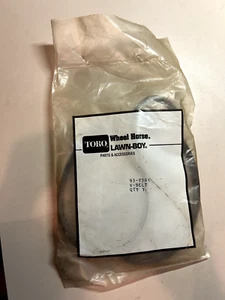 TORO Wheel Horse.
LAWN-BOY.
PARTS & ACCESSORIES
V-BELT
QTY 1